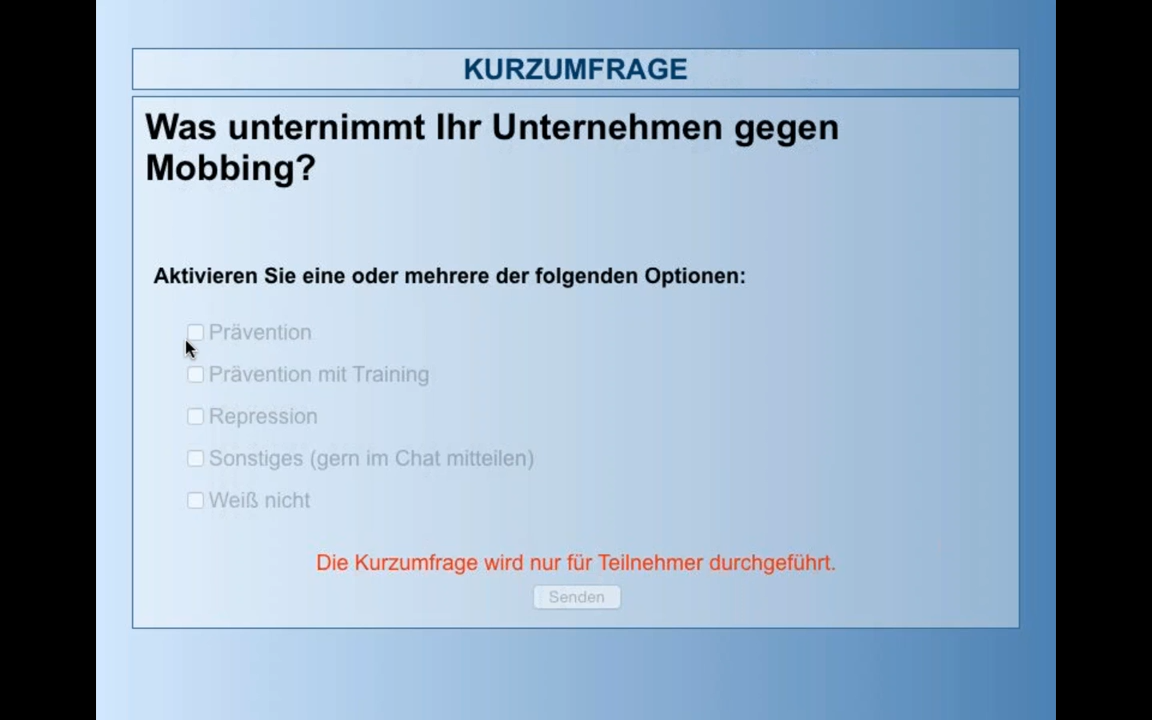 KURZUMFRAGE
Was unternimmt Ihr Unternehmen gegen
Mobbing?
Aktivieren Sie eine oder mehrere der folgenden Optionen:
Prävention
Prävention mit Training
Repression
Sonstiges (gern im Chat mitteilen)
Weiß nicht
Die Kurzumfrage wird nur für Teilnehmer durchgeführt.
Senden